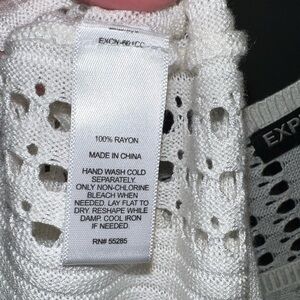 100% RAYON
MADE IN CHINA
HAND WASH COLD
SEPARATELY.
ONLY NON-CHLORINE
BLEACH WHEN
NEEDED. LAY FLAT TO
DRY. RESHAPE WHILE
DAMP. COOL IRON
IF NEEDED.
RN# 55285
EXP